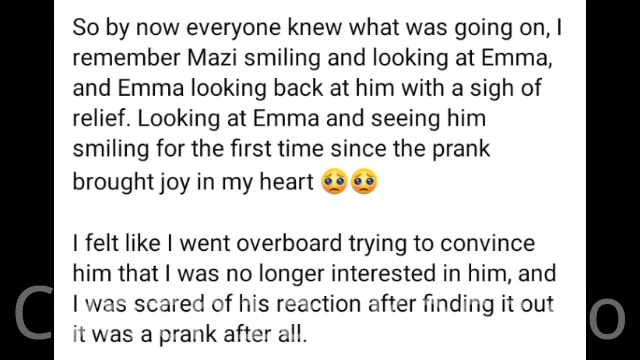 So by now everyone knew what was going on, I
remember Mazi smiling and looking at Emma,
and Emma looking back at him with a sigh of
relief. Looking at Emma and seeing him
smiling for the first time since the prank
brought joy in my heart 🥺🥺
I felt like I went overboard trying to convince
him that I was no longer interested in him, and
I was scared of his reaction after finding it out
it was a prank after all.